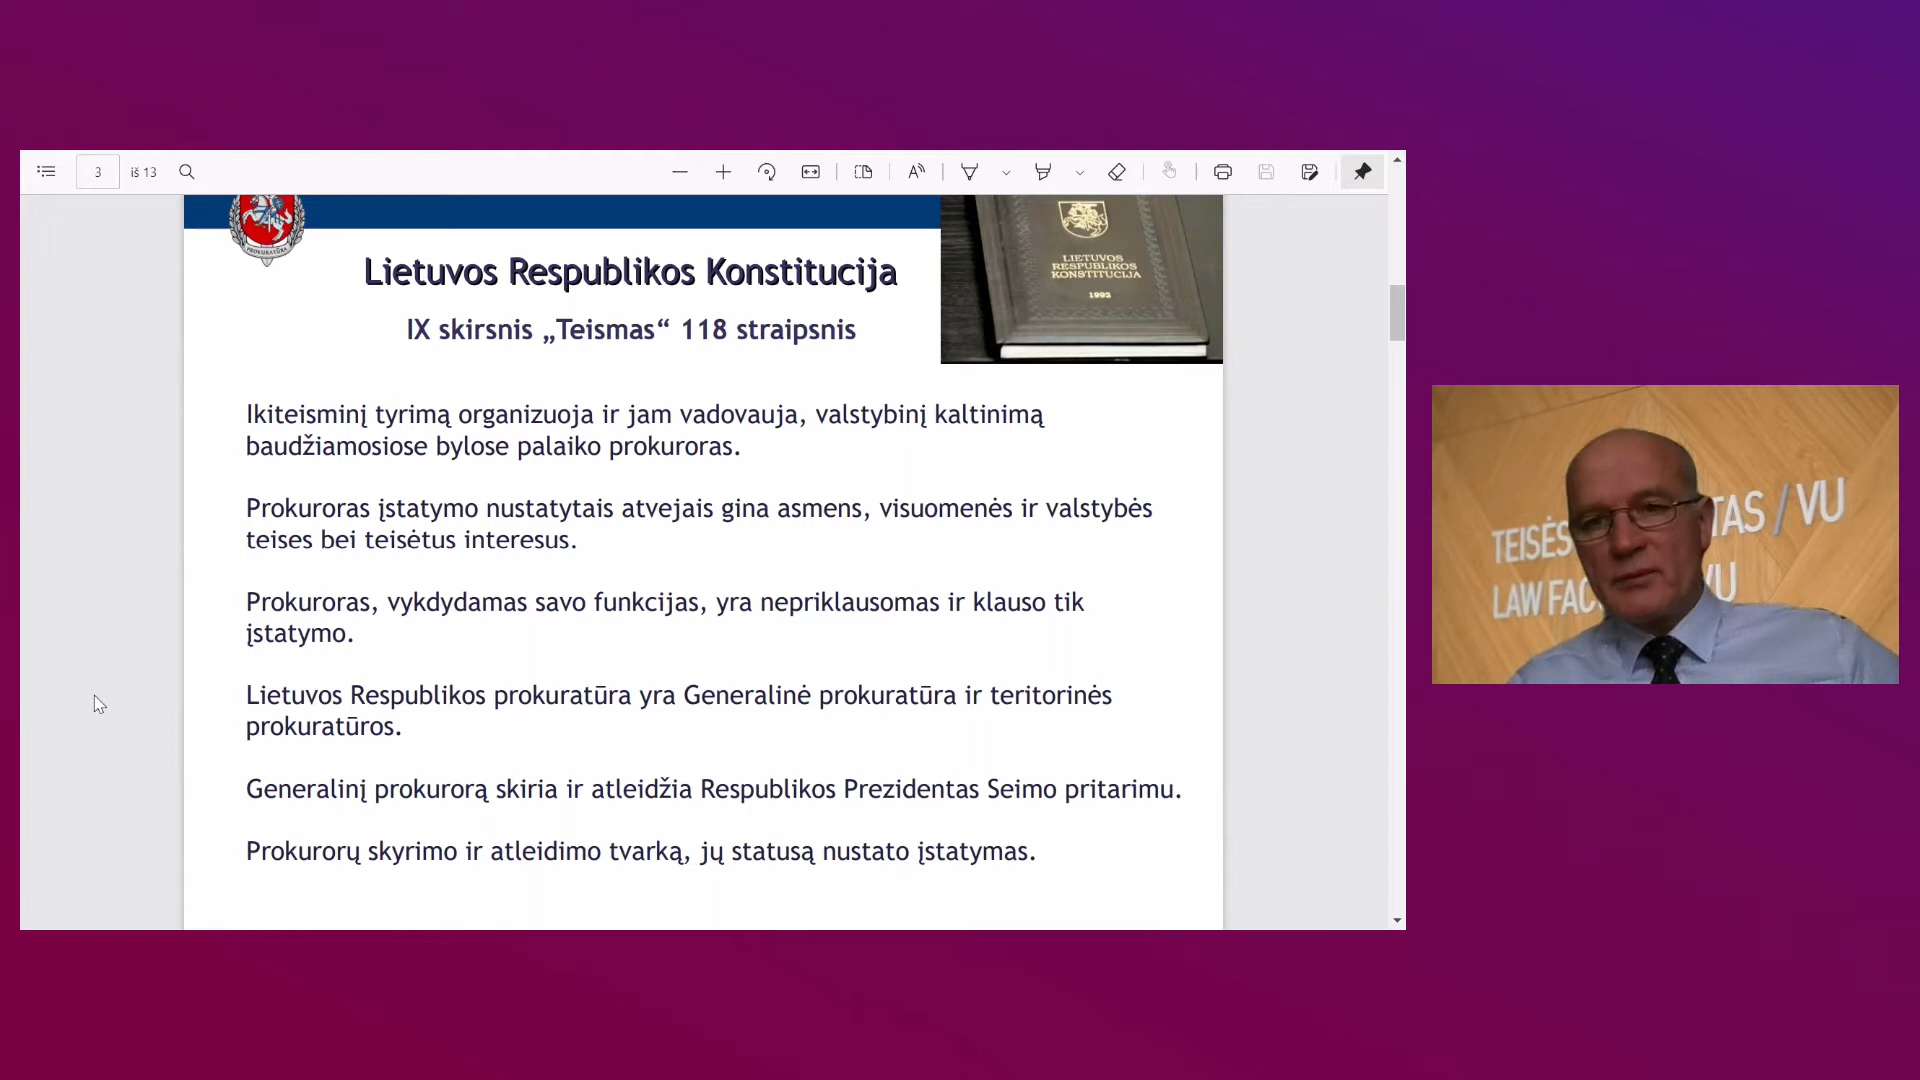 3 iš 13
PROKURATŪRA
LIETUVOS
RESPUBLIKOS
KONSTITUCIJA
1992
Lietuvos Respublikos Konstitucija
IX skirsnis „Teismas“ 118 straipsnis
Ikiteisminį tyrimą organizuoja ir jam vadovauja, valstybinį kaltinimą
baudžiamosiose bylose palaiko prokuroras.
Prokuroras įstatymo nustatytais atvejais gina asmens, visuomenės ir valstybės
teises bei teisėtus interesus.
Prokuroras, vykdydamas savo funkcijas, yra nepriklausomas ir klauso tik
įstatymo.
Lietuvos Respublikos prokuratūra yra Generalinė prokuratūra ir teritorinės
prokuratūros.
Generalinį prokurorą skiria ir atleidžia Respublikos Prezidentas Seimo pritarimu.
Prokurorų skyrimo ir atleidimo tvarką, jų statusą nustato įstatymas.
TEISĖS TAS / VU
LAW FAC VU